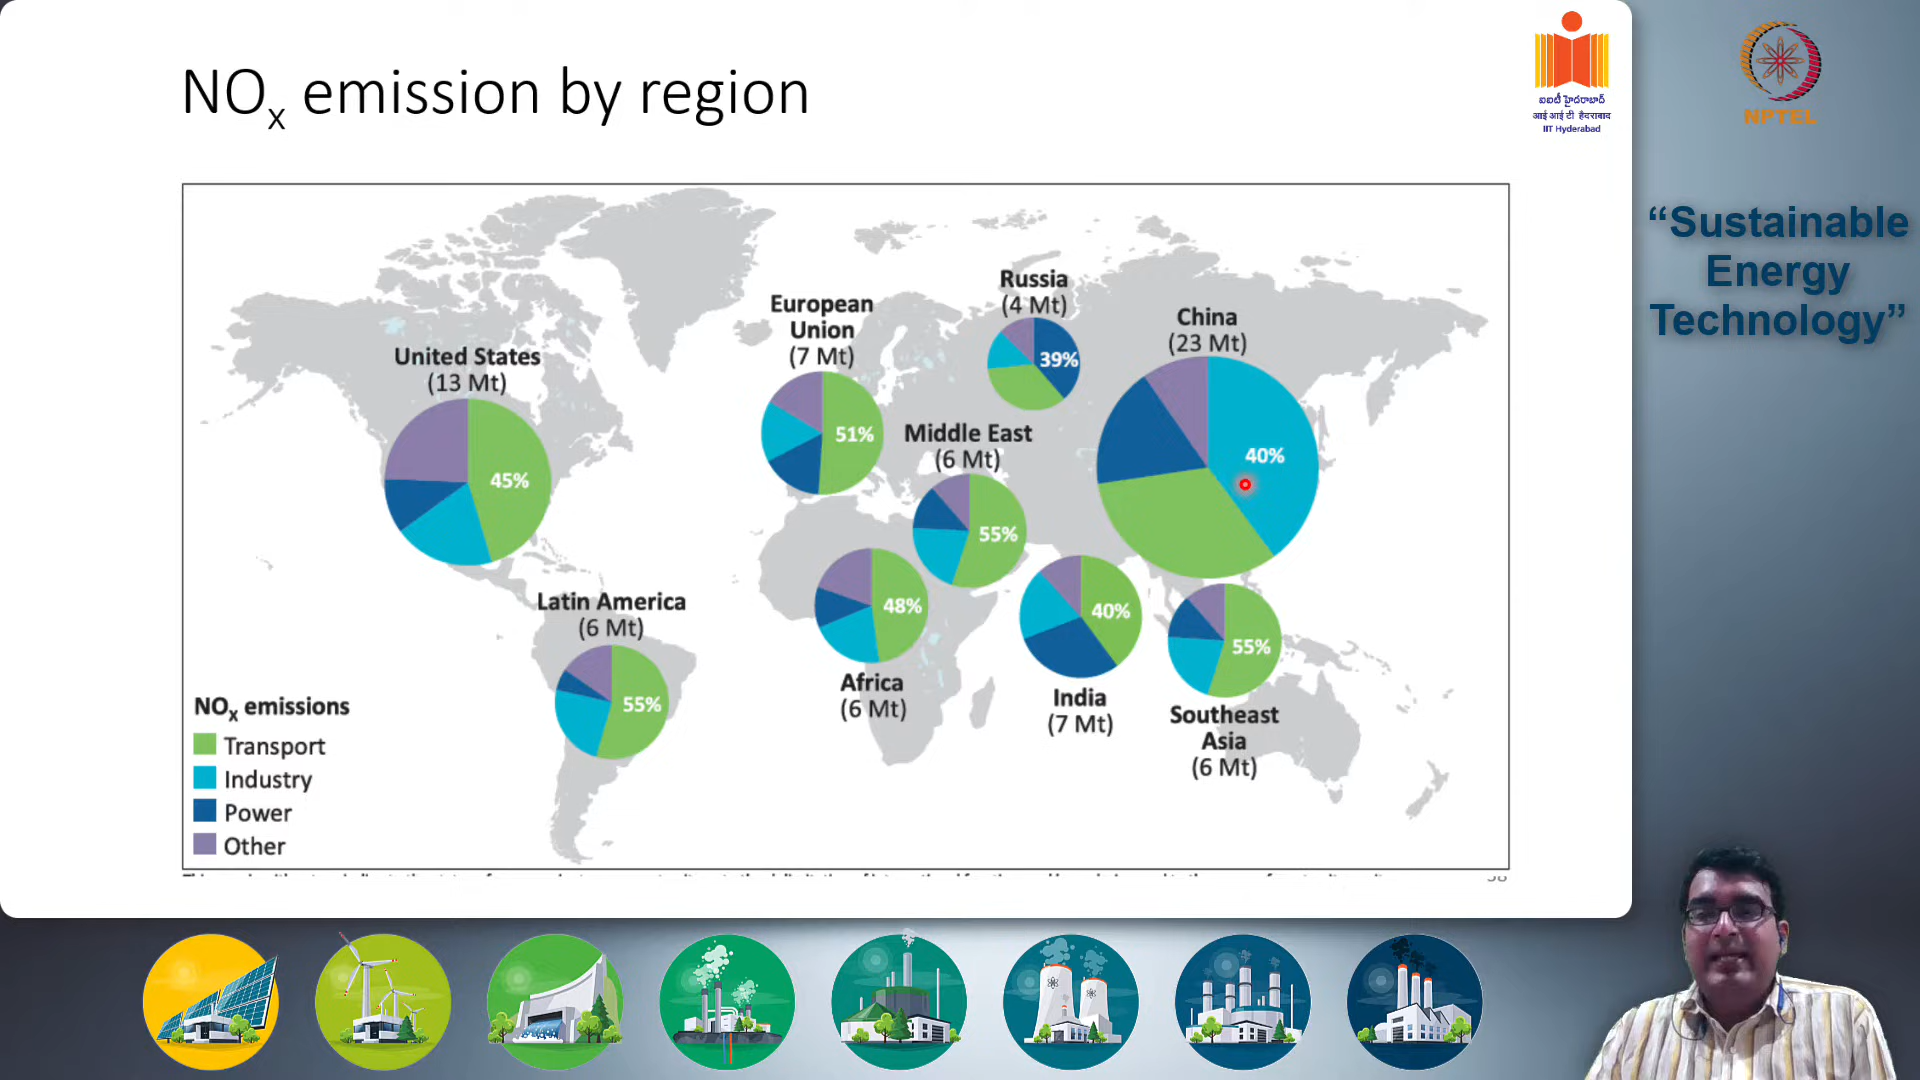 NOx emission by region
ఐఐటీ హైదరాబాద్
आई आई टी हैदराबाद
IIT Hyderabad
NPTEL
“Sustainable
Energy
Technology”
Russia
(4 Mt)
39%
European
Union
(7 Mt)
51%
China
(23 Mt)
40%
United States
(13 Mt)
45%
Middle East
(6 Mt)
55%
Latin America
(6 Mt)
55%
48%
Africa
(6 Mt)
40%
India
(7 Mt)
55%
Southeast
Asia
(6 Mt)
NOx emissions
Transport
Industry
Power
Other